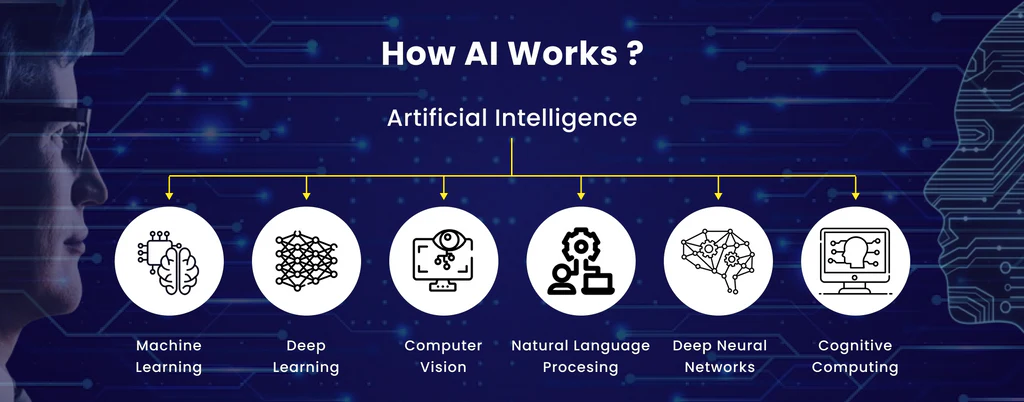 How AI Works ?
Artificial Intelligence
Machine
Learning
Deep
Learning
Computer
Vision
Natural Language
Procesing
Deep Neural
Networks
Cognitive
Computing